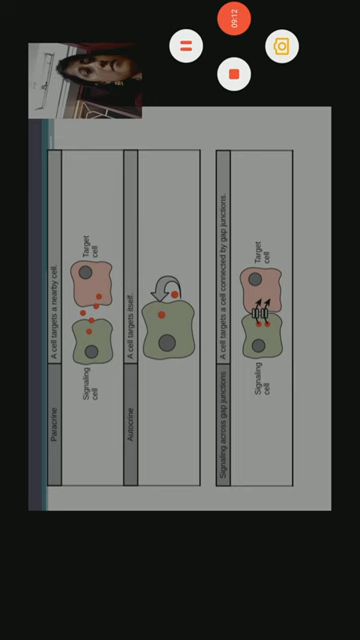 09:12
Paracrine
A cell targets a nearby cell.
Signaling
cell
Target
cell
Autocrine
A cell targets itself.
Signaling across gap junctions
A cell targets a cell connected by gap junctions.
Signaling
cell
Target
cell